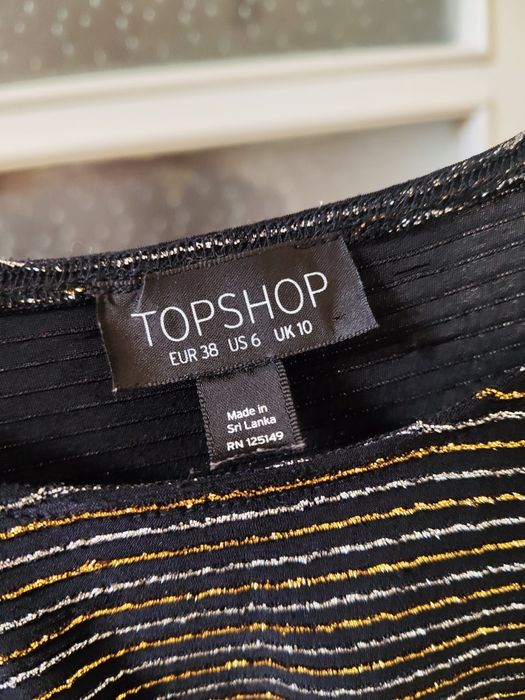 TOPSHOP
EUR 38 US 6 UK 10
Made in
Sri Lanka
RN 125149